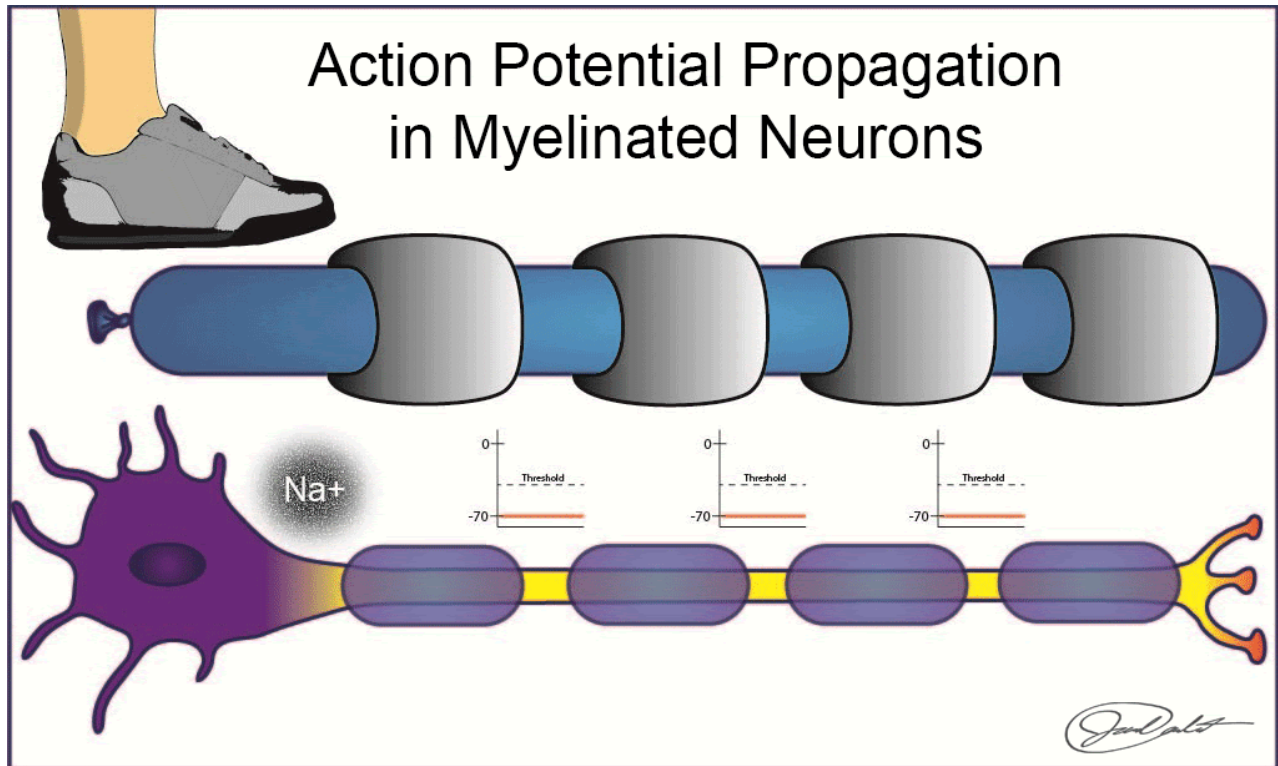 Action Potential Propagation
in Myelinated Neurons
0
Threshold
-70
0
Threshold
-70
0
Threshold
-70
Na+